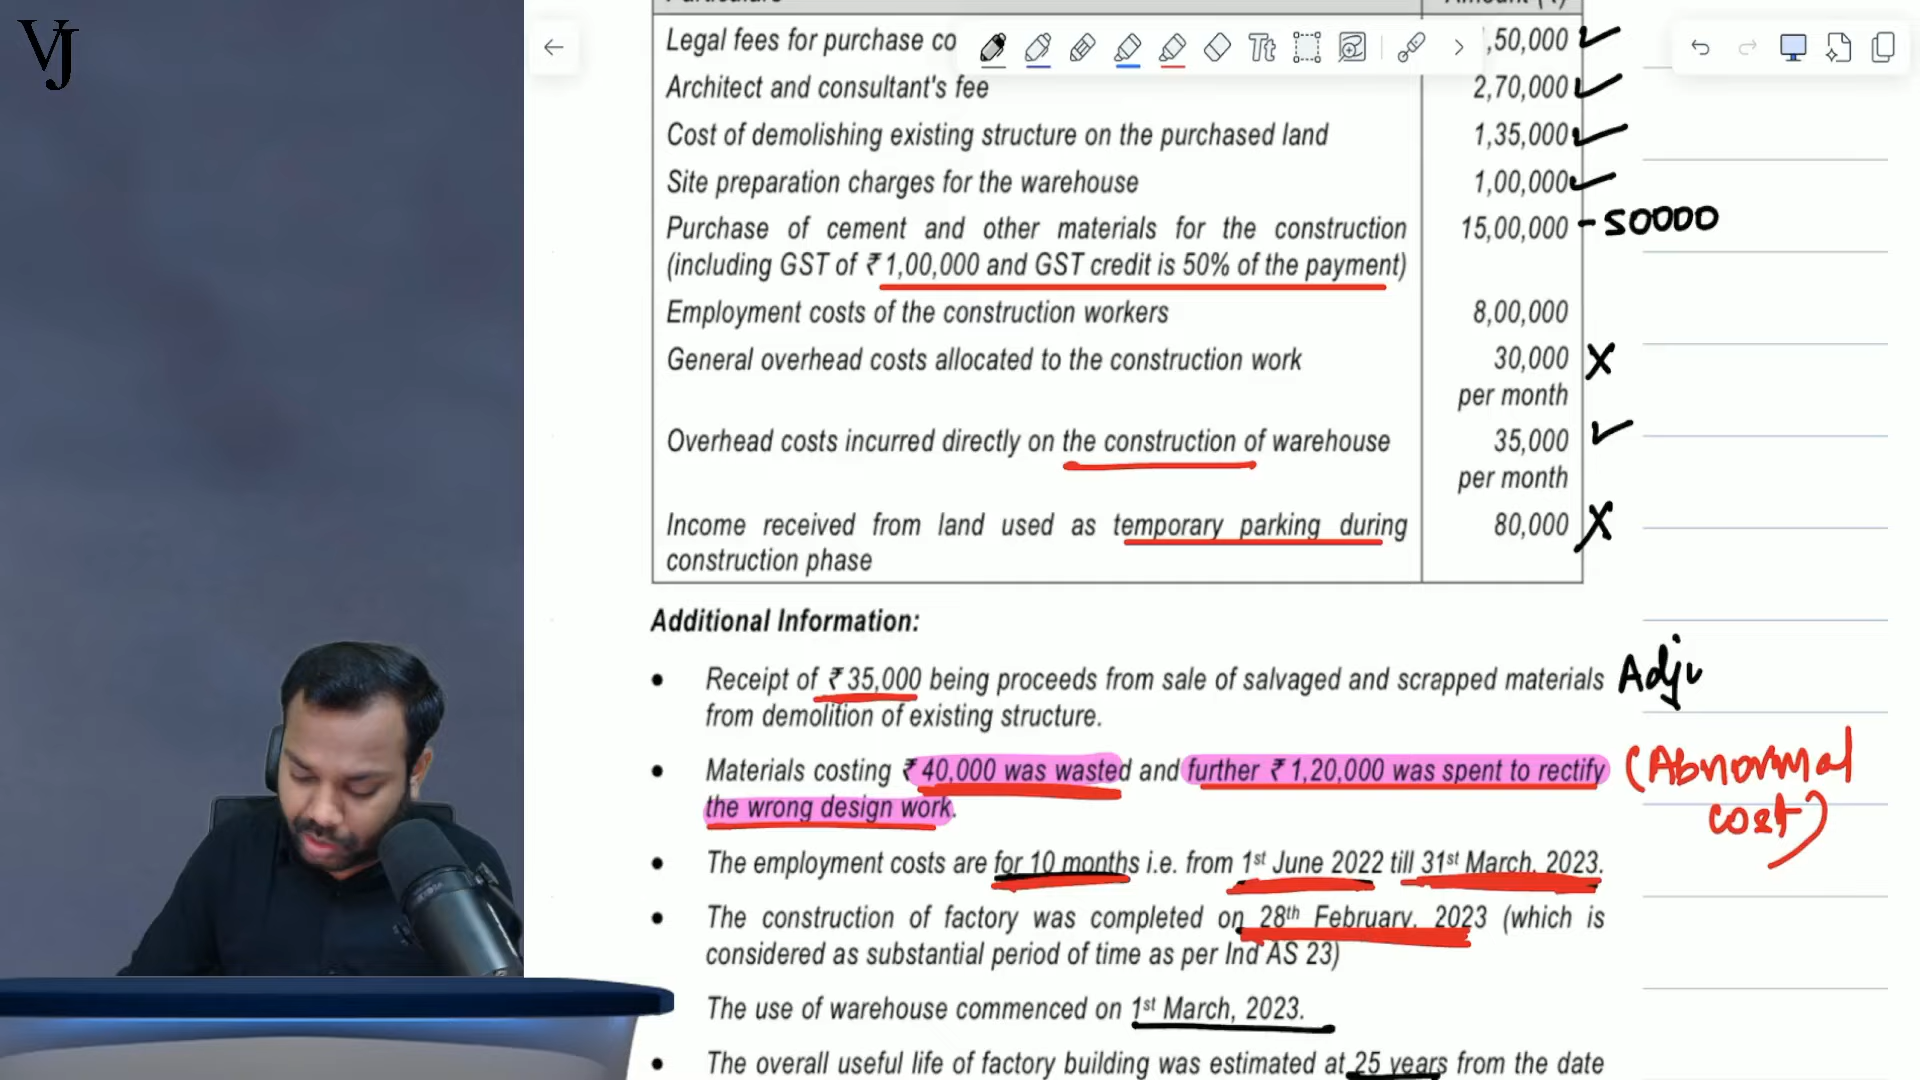 VJ
Legal fees for purchase co
,50,000
Architect and consultant's fee 2,70,000
Cost of demolishing existing structure on the purchased land 1,35,000
Site preparation charges for the warehouse 1,00,000
Purchase of cement and other materials for the construction 15,00,000 - 50000
(including GST of ₹ 1,00,000 and GST credit is 50% of the payment)
Employment costs of the construction workers 8,00,000
General overhead costs allocated to the construction work 30,000 X
per month
Overhead costs incurred directly on the construction of warehouse 35,000
per month
Income received from land used as temporary parking during 80,000 X
construction phase
Additional Information:
• Receipt of ₹ 35,000 being proceeds from sale of salvaged and scrapped materials Adju
from demolition of existing structure.
• Materials costing ₹ 40,000 was wasted and further ₹ 1,20,000 was spent to rectify (Abnormal
the wrong design work. cost)
• The employment costs are for 10 months i.e. from 1st June 2022 till 31st March, 2023.
• The construction of factory was completed on 28th February, 2023 (which is
considered as substantial period of time as per Ind AS 23)
The use of warehouse commenced on 1st March, 2023.
• The overall useful life of factory building was estimated at 25 years from the date